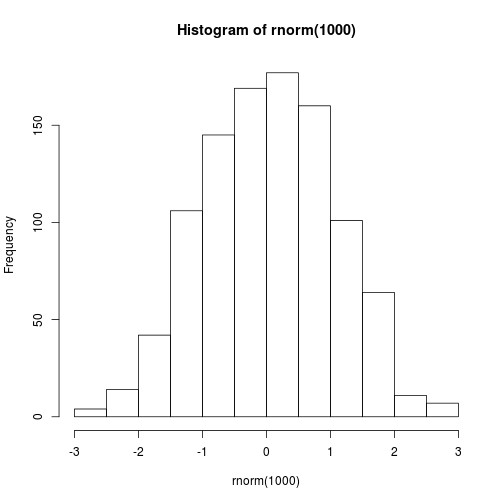 Histogram of rnorm(1000)
Frequency
150
100
50
0
-3 -2 -1 0 1 2 3
rnorm(1000)